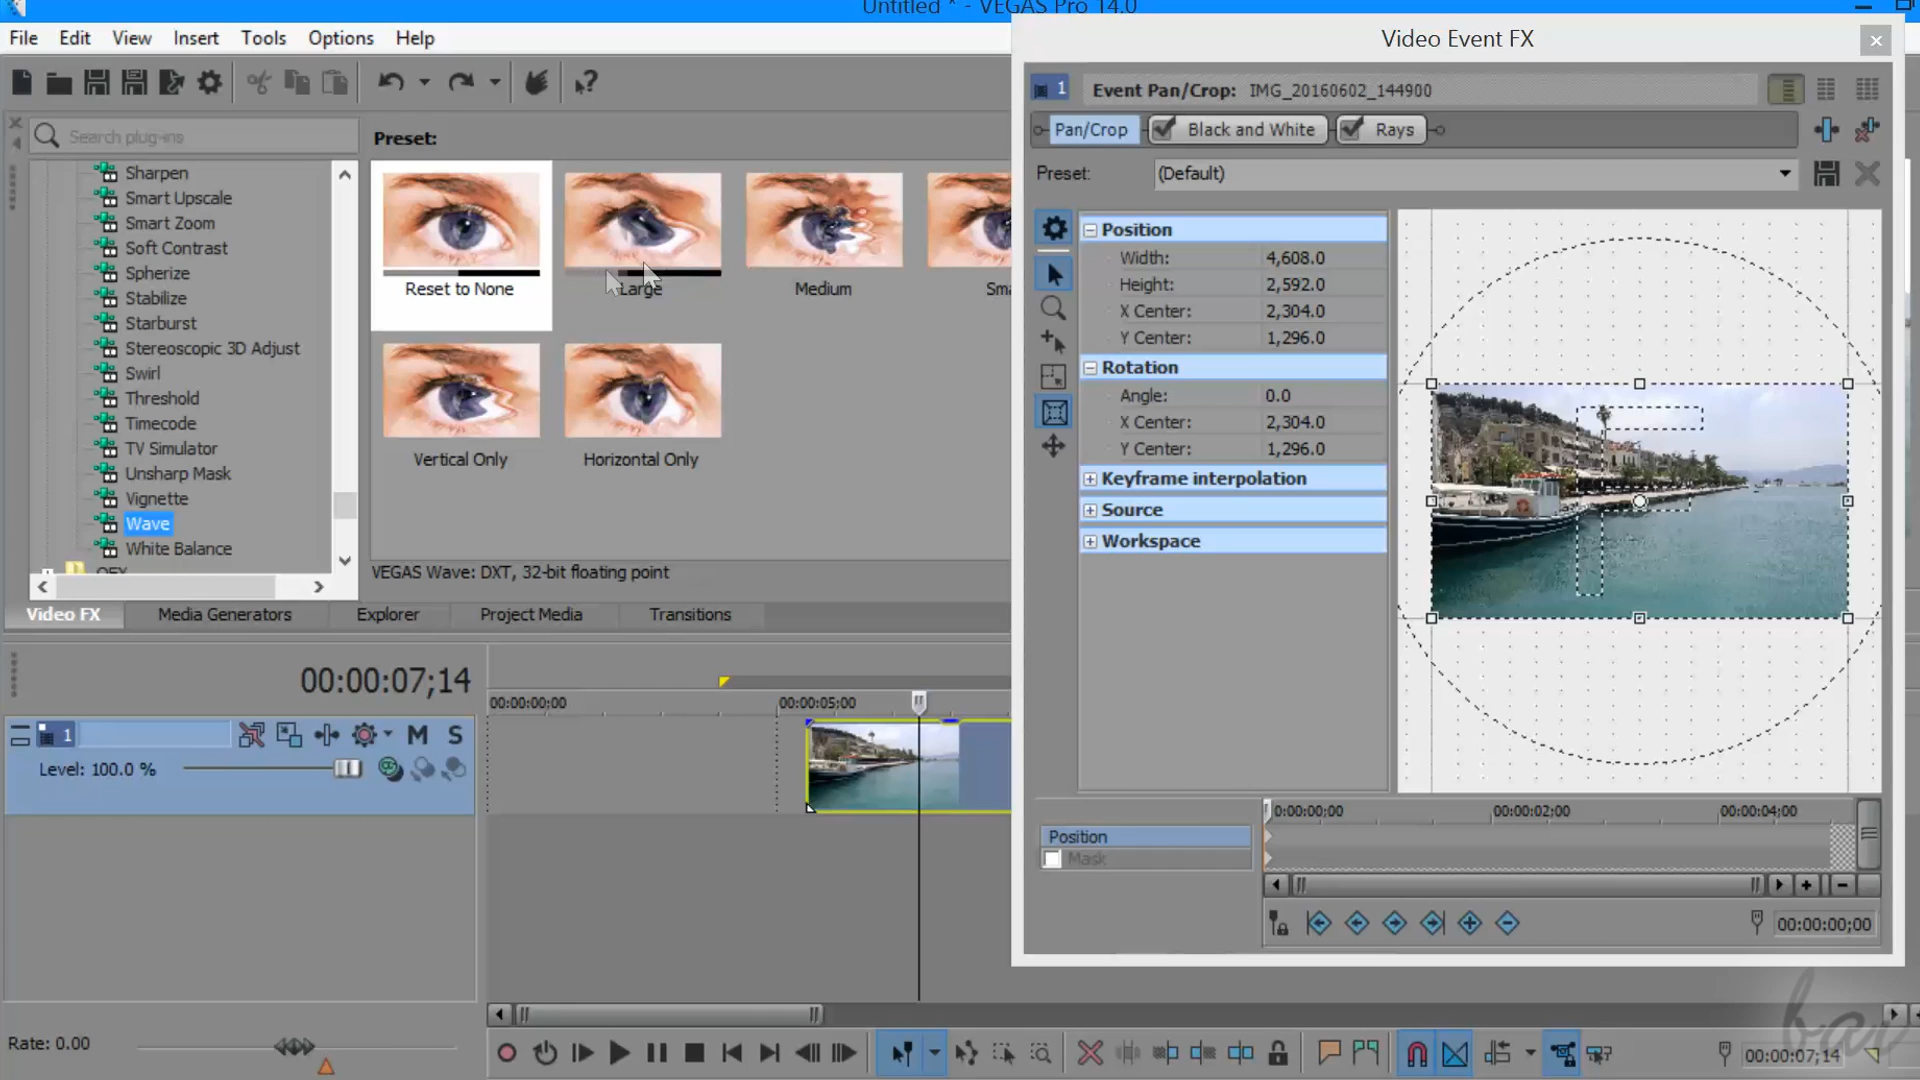 Untitled * - VEGAS Pro 14.0
File Edit View Insert Tools Options Help
Video Event FX
1 Event Pan/Crop: IMG_20160602_144900
Pan/Crop Black and White Rays
Preset: (Default)
Search plug-ins
Preset:
Sharpen
Smart Upscale
Smart Zoom
Soft Contrast
Spherize
Stabilize
Starburst
Stereoscopic 3D Adjust
Swirl
Threshold
Timecode
TV Simulator
Unsharp Mask
Vignette
Wave
White Balance
OFX
Reset to None
Large
Medium
Sma
Vertical Only
Horizontal Only
VEGAS Wave: DXT, 32-bit floating point
Video FX Media Generators Explorer Project Media Transitions
Position
Width: 4,608.0
Height: 2,592.0
X Center: 2,304.0
Y Center: 1,296.0
Rotation
Angle: 0.0
X Center: 2,304.0
Y Center: 1,296.0
Keyframe interpolation
Source
Workspace
0:00:00;00 00:00:02;00 00:00:04;00
Position
Mask
00:00:00;00
00:00:07;14
00:00:00;00 00:00:05;00
1 M S
Level: 100.0 %
Rate: 0.00
00:00:07;14
bav